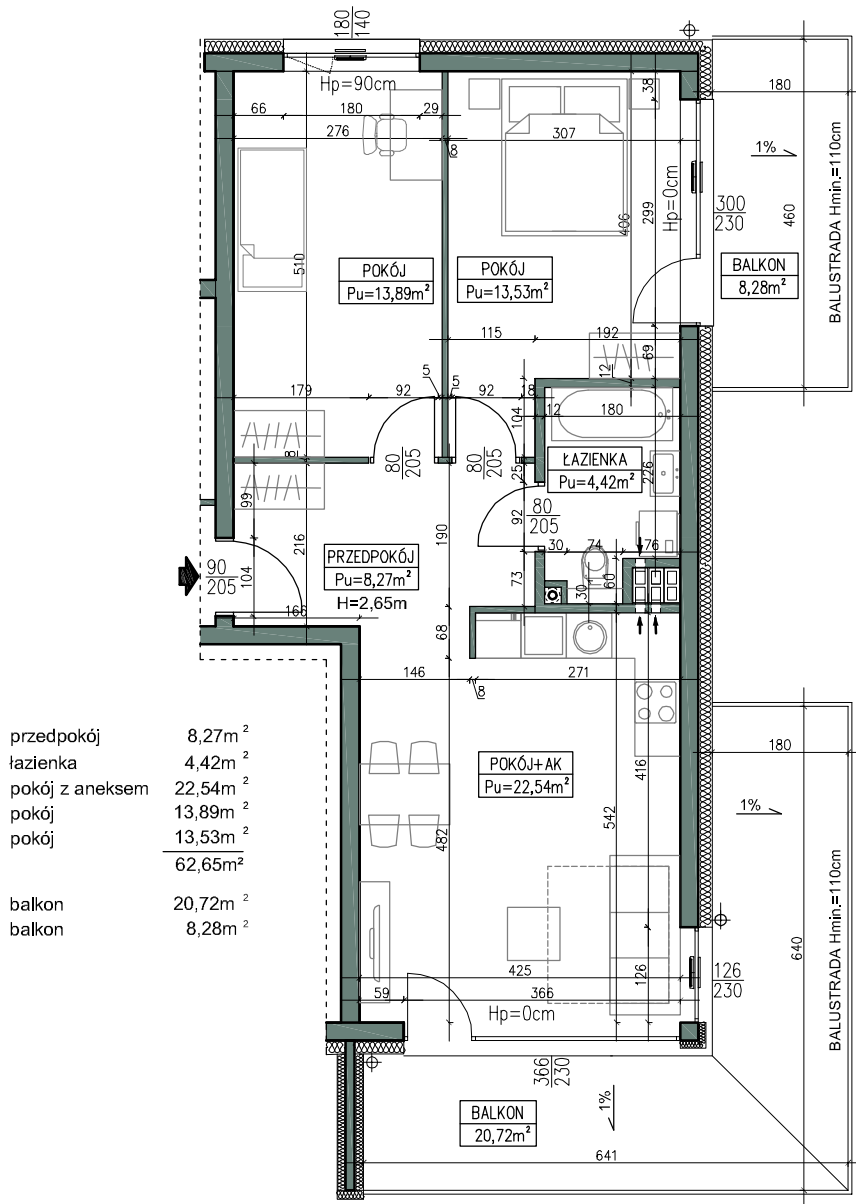 180
140
Hp=90cm
66 180 29
276
8
307
38
180
1%
BALUSTRADA Hmin.=110cm
460
406
299
Hp=0cm
300
230
510
POKÓJ
Pu=13,89m²
POKÓJ
Pu=13,53m²
BALKON
8,28m²
115 192
69
12
179 92 5 5 92 18
12 180
104
8
80
205
80
205
25
ŁAZIENKA
Pu=4,42m²
226
99
80
205
92
190
216
30 74 76
90
205
104
PRZEDPOKÓJ
Pu=8,27m²
H=2,65m
166
73
30
60
68
146 271
8
przedpokój 8,27m²
łazienka 4,42m²
pokój z aneksem 22,54m²
pokój 13,89m²
pokój 13,53m²
62,65m²
balkon 20,72m²
balkon 8,28m²
POKÓJ+AK
Pu=22,54m²
416
542
482
180
1%
BALUSTRADA Hmin.=110cm
640
126
126
230
425
59 366
Hp=0cm
366
230
BALKON
20,72m²
1%
641